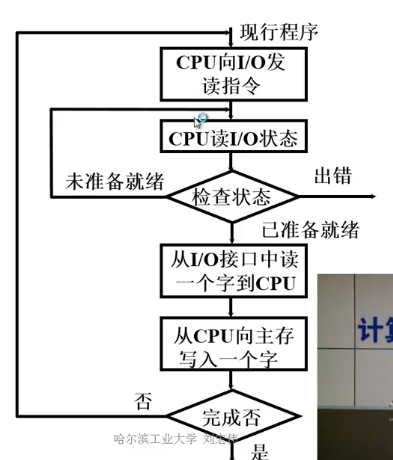 现行程序
CPU向I/O发
读指令
CPU读I/O状态
未准备就绪
检查状态
出错
已准备就绪
从I/O接口中读
一个字到CPU
从CPU向主存
写入一个字
否
完成否
哈尔滨工业大学 刘宏伟
是